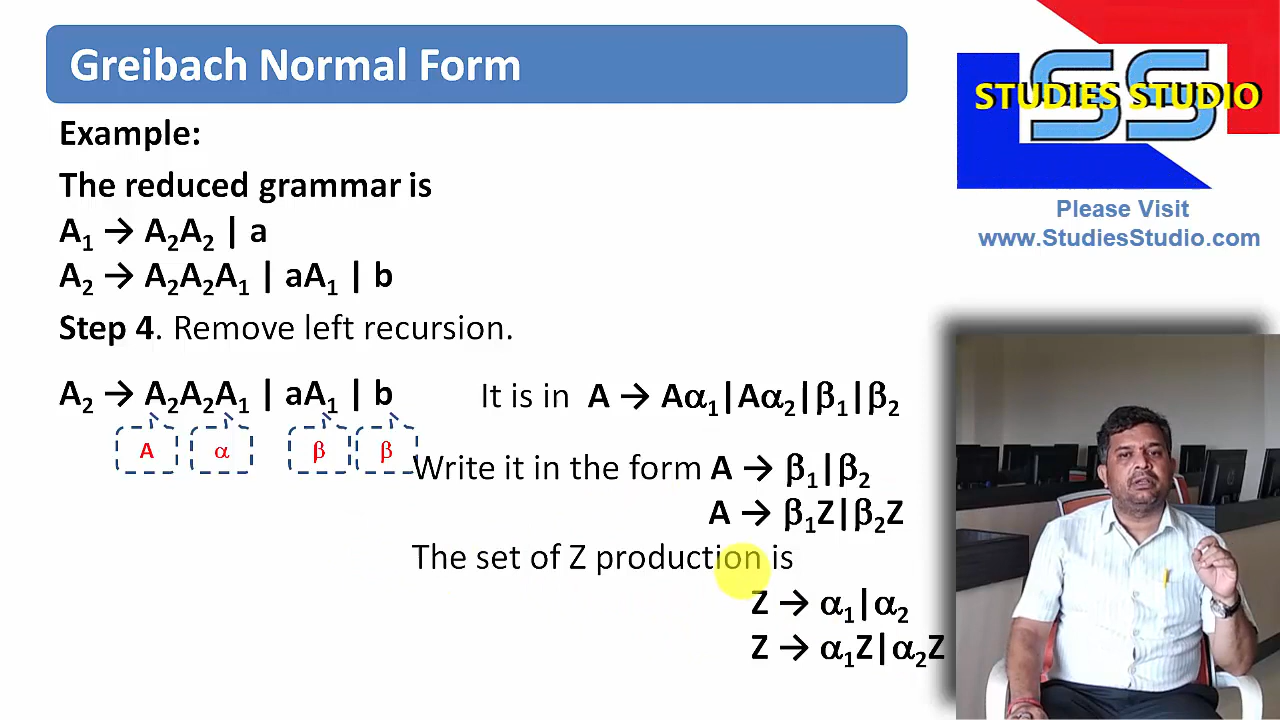 Greibach Normal Form
SS
STUDIES STUDIO
Please Visit
www.StudiesStudio.com
Example:
The reduced grammar is
A₁ → A₂A₂ | a
A₂ → A₂A₂A₁ | aA₁ | b
Step 4. Remove left recursion.
A₂ → A₂A₂A₁ | aA₁ | b
A α β β
It is in A → Aα₁|Aα₂|β₁|β₂
Write it in the form A → β₁|β₂
A → β₁Z|β₂Z
The set of Z production is
Z → α₁|α₂
Z → α₁Z|α₂Z